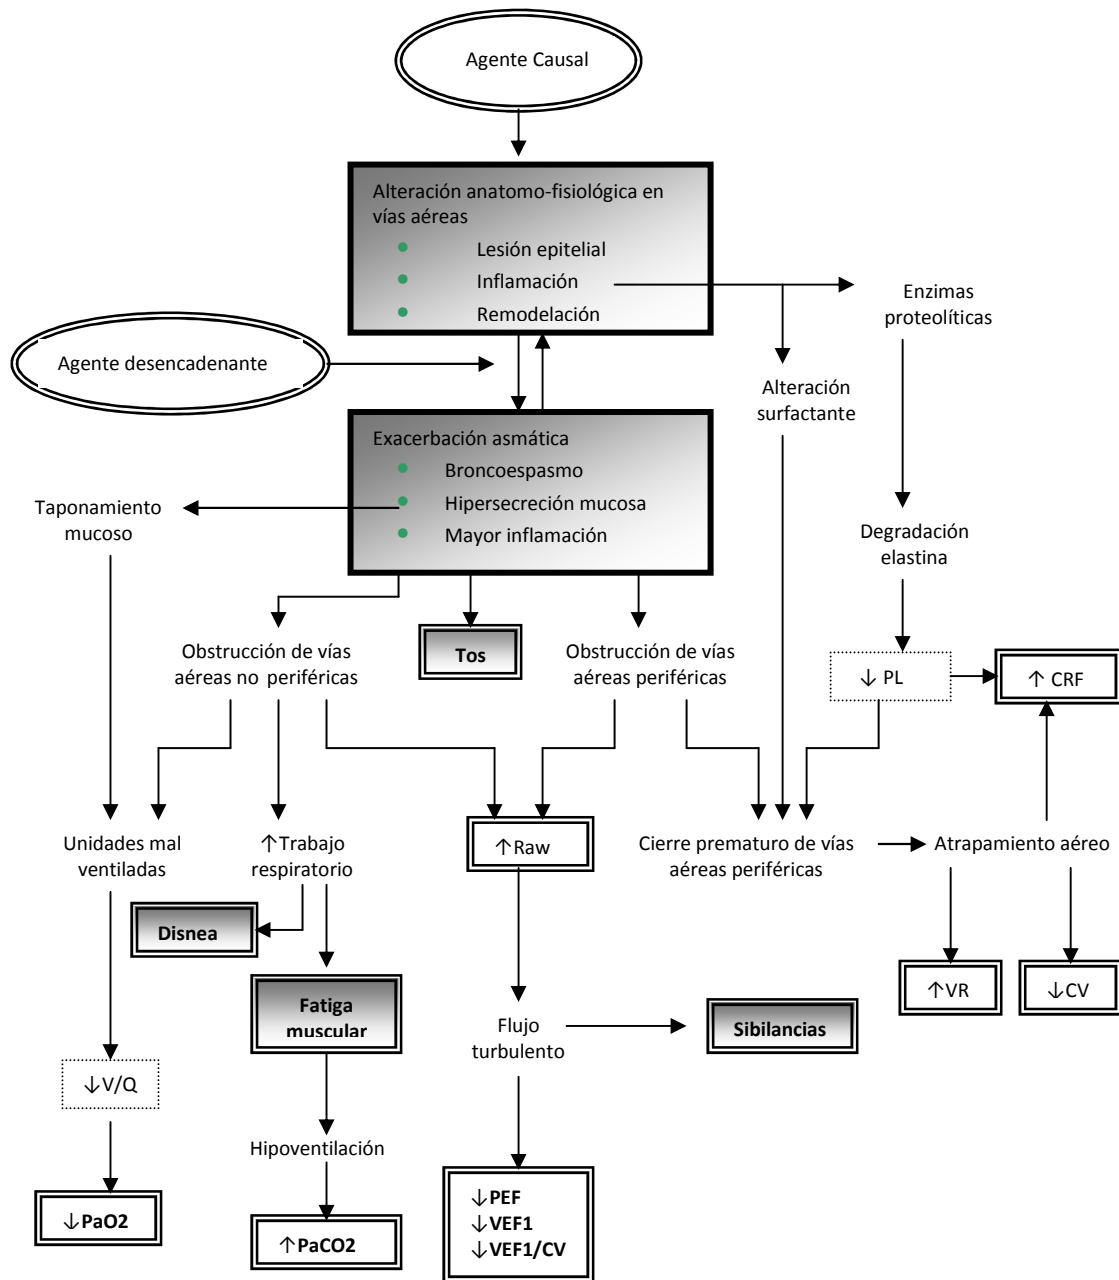 Agente Causal
Alteración anatomo-fisiológica en
vías aéreas
Lesión epitelial
Inflamación
Remodelación
Enzimas
proteolíticas
Agente desencadenante
Alteración
surfactante
Exacerbación asmática
Broncoespasmo
Hipersecreción mucosa
Mayor inflamación
Taponamiento
mucoso
Degradación
elastina
Obstrucción de vías
aéreas no periféricas
Tos
Obstrucción de vías
aéreas periféricas
↓ PL
↑ CRF
Unidades mal
ventiladas
↑Trabajo
respiratorio
↑Raw
Cierre prematuro de vías
aéreas periféricas
Atrapamiento aéreo
Disnea
Fatiga
muscular
↑VR
↓CV
Flujo
turbulento
Sibilancias
↓V/Q
Hipoventilación
↓PaO2
↑PaCO2
↓PEF
↓VEF1
↓VEF1/CV